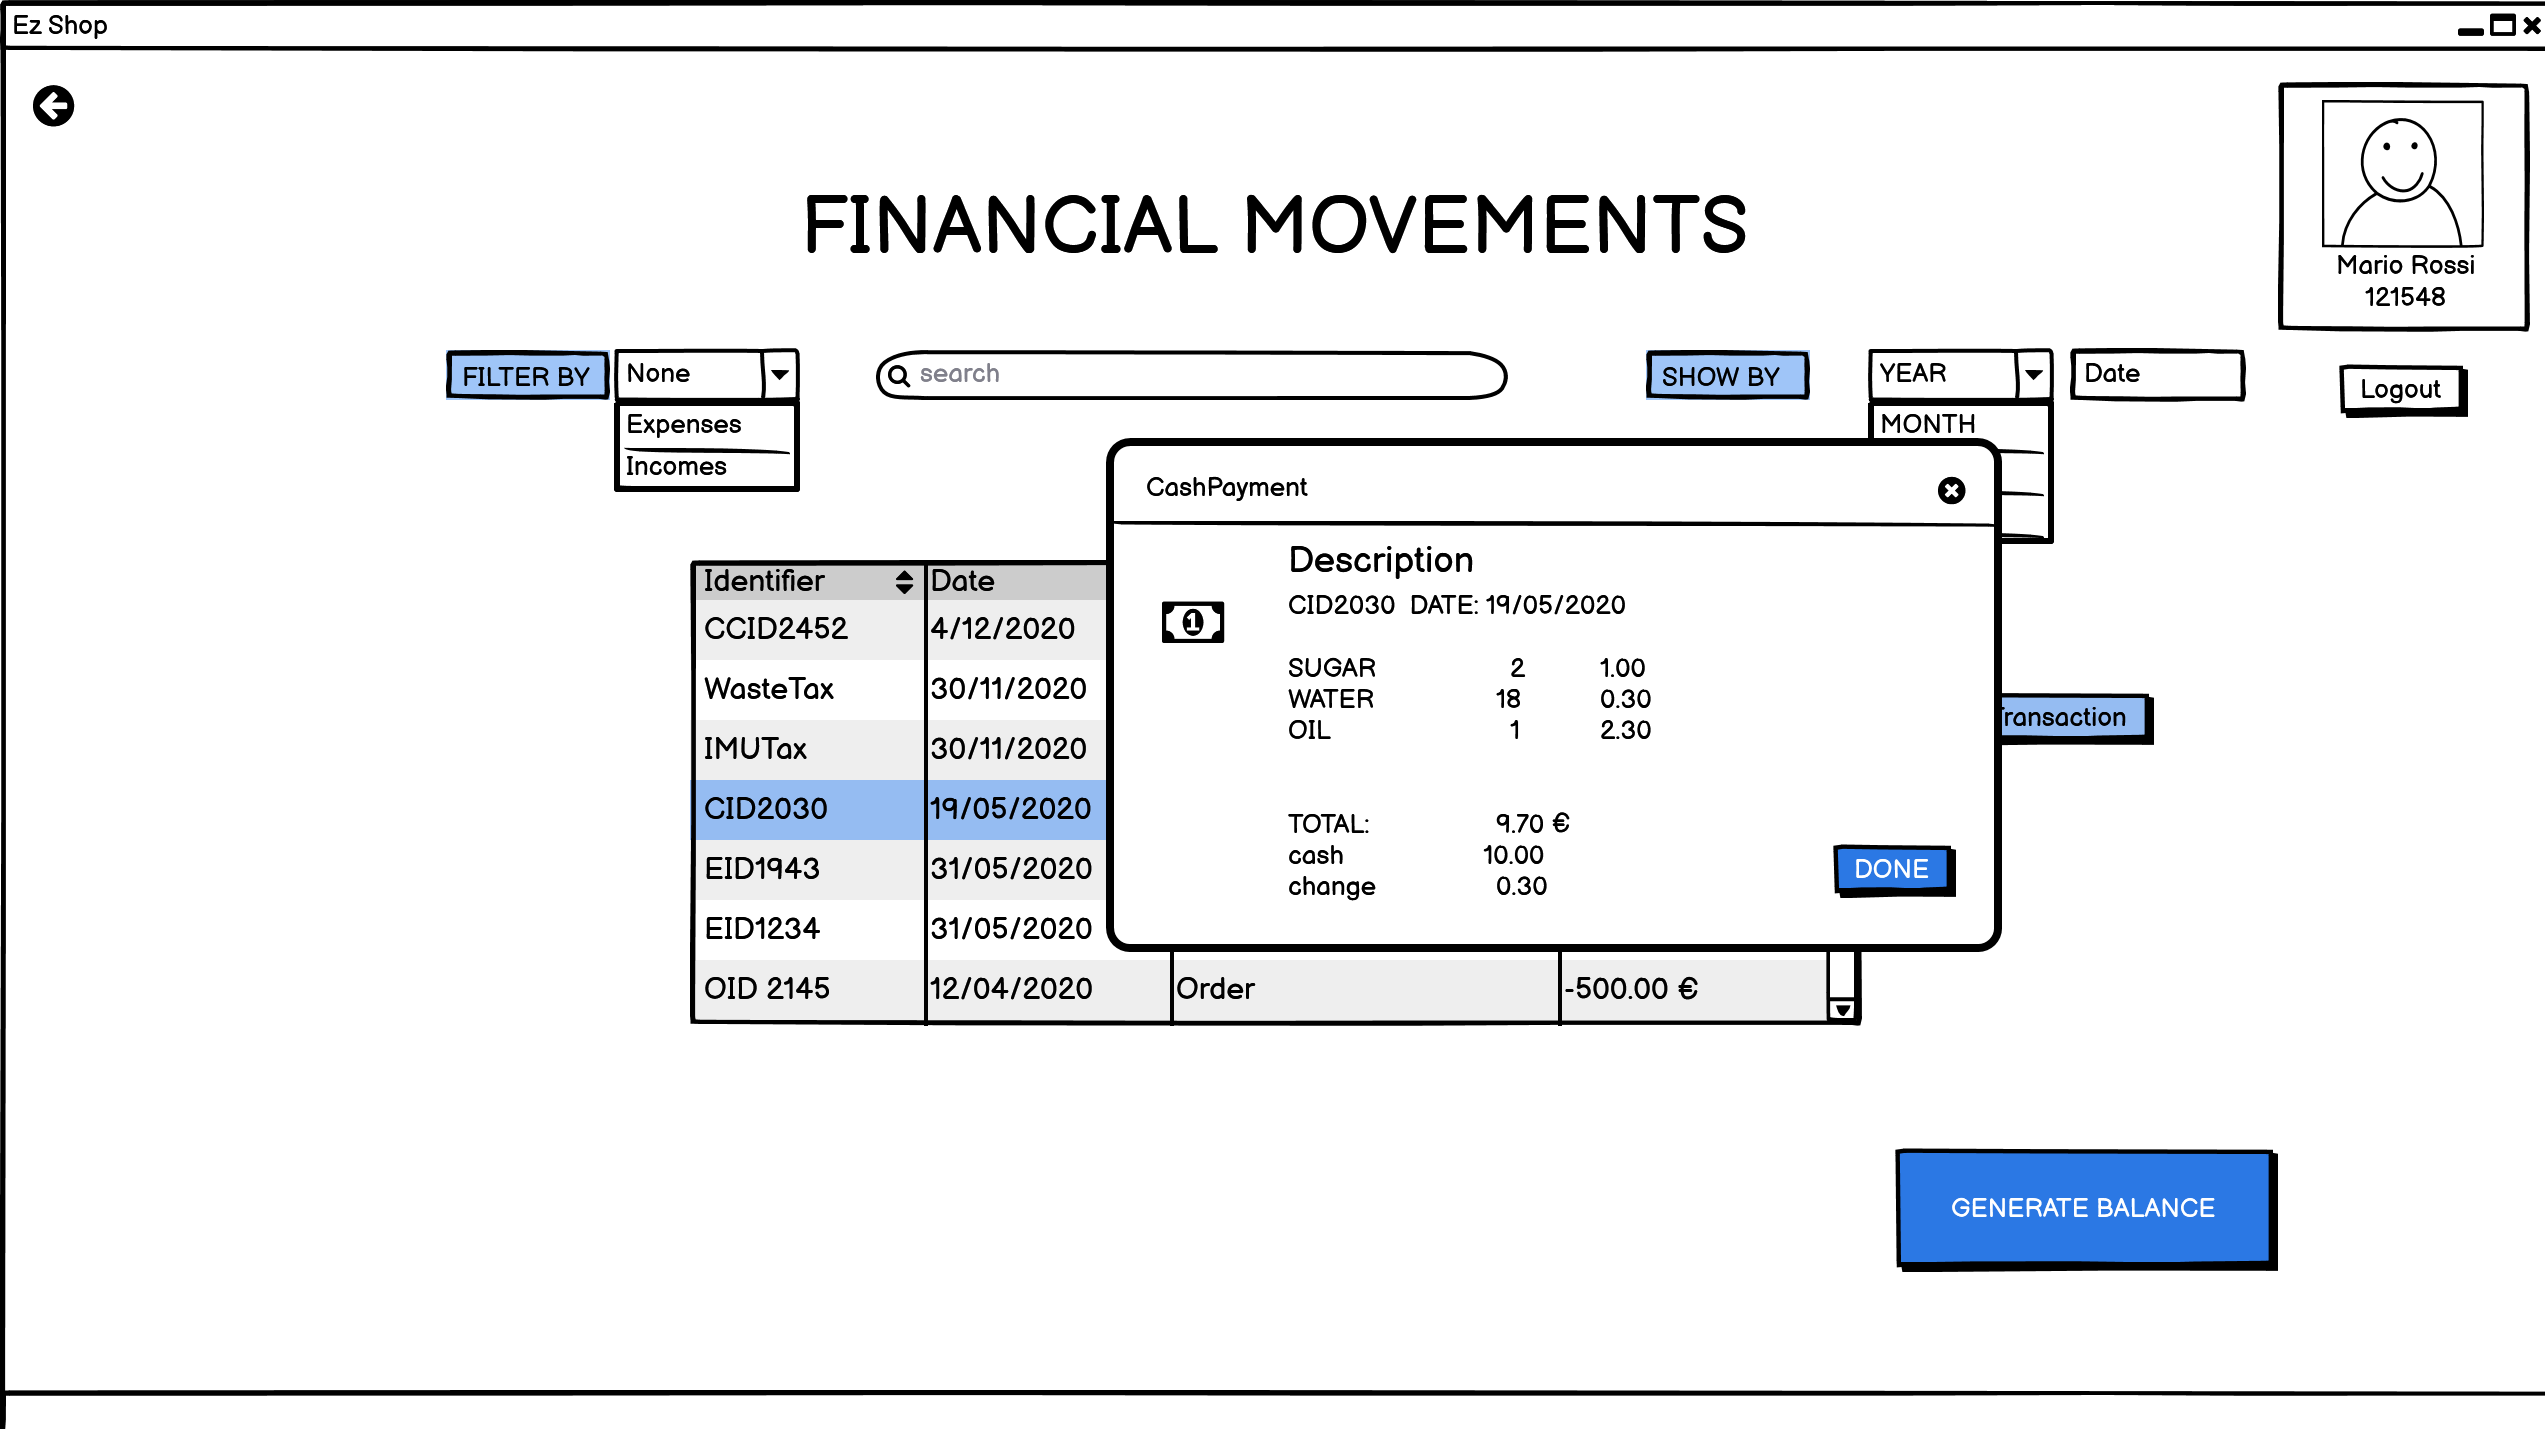 Ez Shop
FINANCIAL MOVEMENTS
Mario Rossi
121548
FILTER BY
None
search
SHOW BY
YEAR
Date
Logout
Expenses
Incomes
MONTH
CashPayment
Description
CID2030 DATE: 19/05/2020
SUGAR 2 1.00
WATER 18 0.30
OIL 1 2.30
TOTAL: 9.70 €
cash 10.00
change 0.30
DONE
Transaction
Identifier Date
CCID2452 4/12/2020
WasteTax 30/11/2020
IMUTax 30/11/2020
CID2030 19/05/2020
EID1943 31/05/2020
EID1234 31/05/2020
OID 2145 12/04/2020 Order -500.00 €
GENERATE BALANCE